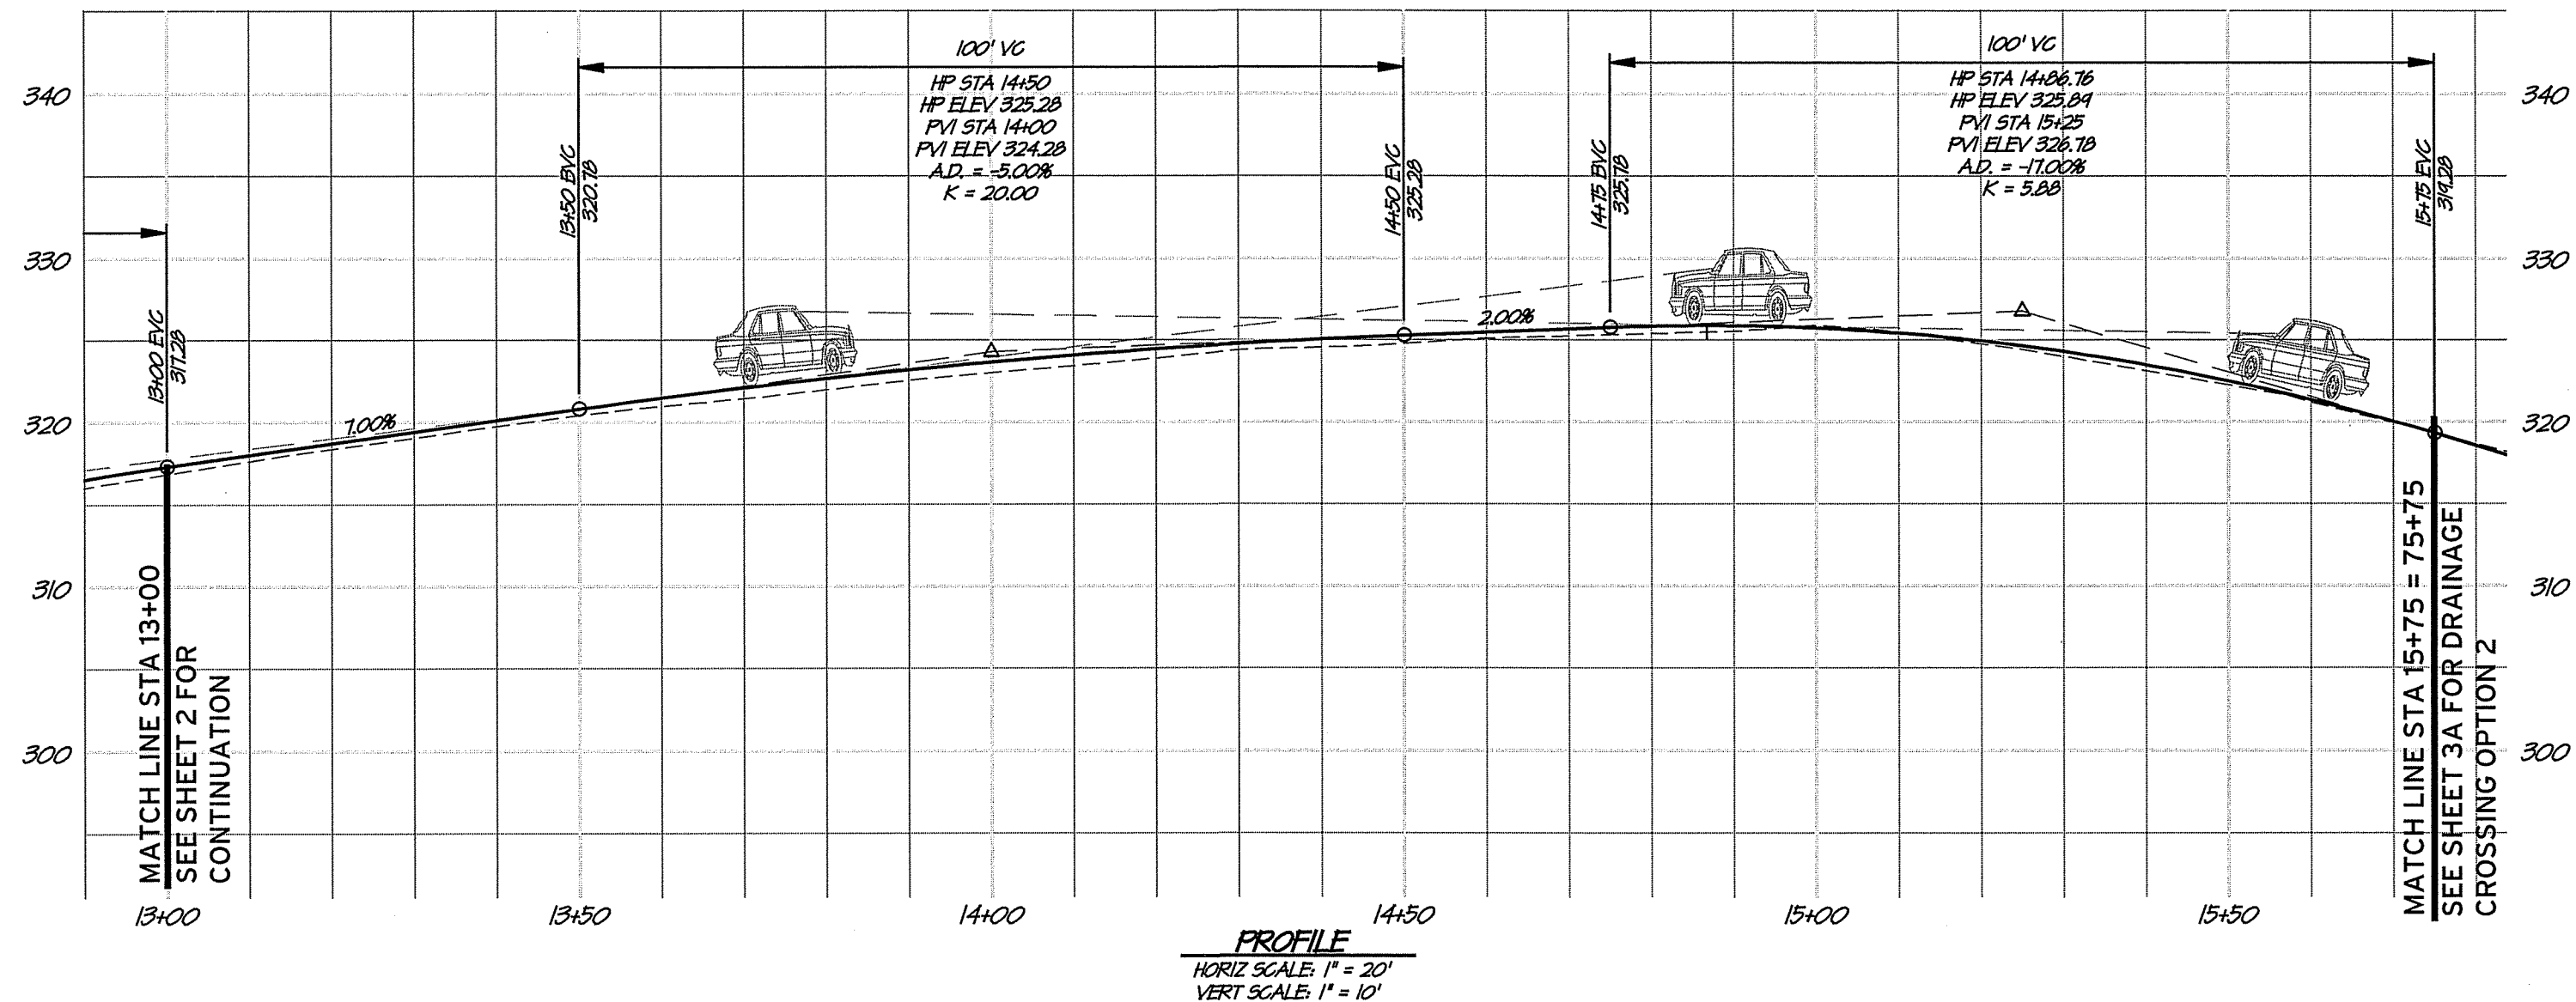 100' VC
HP STA 14+50
HP ELEV 325.28
PVI STA 14+00
PVI ELEV 324.28
A.D. = -5.00%
K = 20.00
100' VC
HP STA 14+86.76
HP ELEV 325.89
PVI STA 15+25
PVI ELEV 326.78
A.D. = -17.00%
K = 5.88
340
330
320
310
300
340
330
320
310
300
13+00 EVC
317.28
13+50 BVC
320.78
14+50 EVC
325.28
14+75 BVC
325.78
15+75 EVC
319.28
7.00%
2.00%
MATCH LINE STA 13+00
SEE SHEET 2 FOR
CONTINUATION
MATCH LINE STA 15+75 = 75+75
SEE SHEET 3A FOR DRAINAGE
CROSSING OPTION 2
13+00
13+50
14+00
14+50
15+00
15+50
PROFILE
HORIZ SCALE: 1" = 20'
VERT SCALE: 1" = 10'